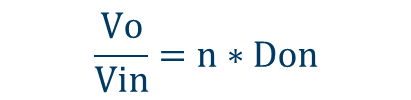 Vo
Vin = n * Don